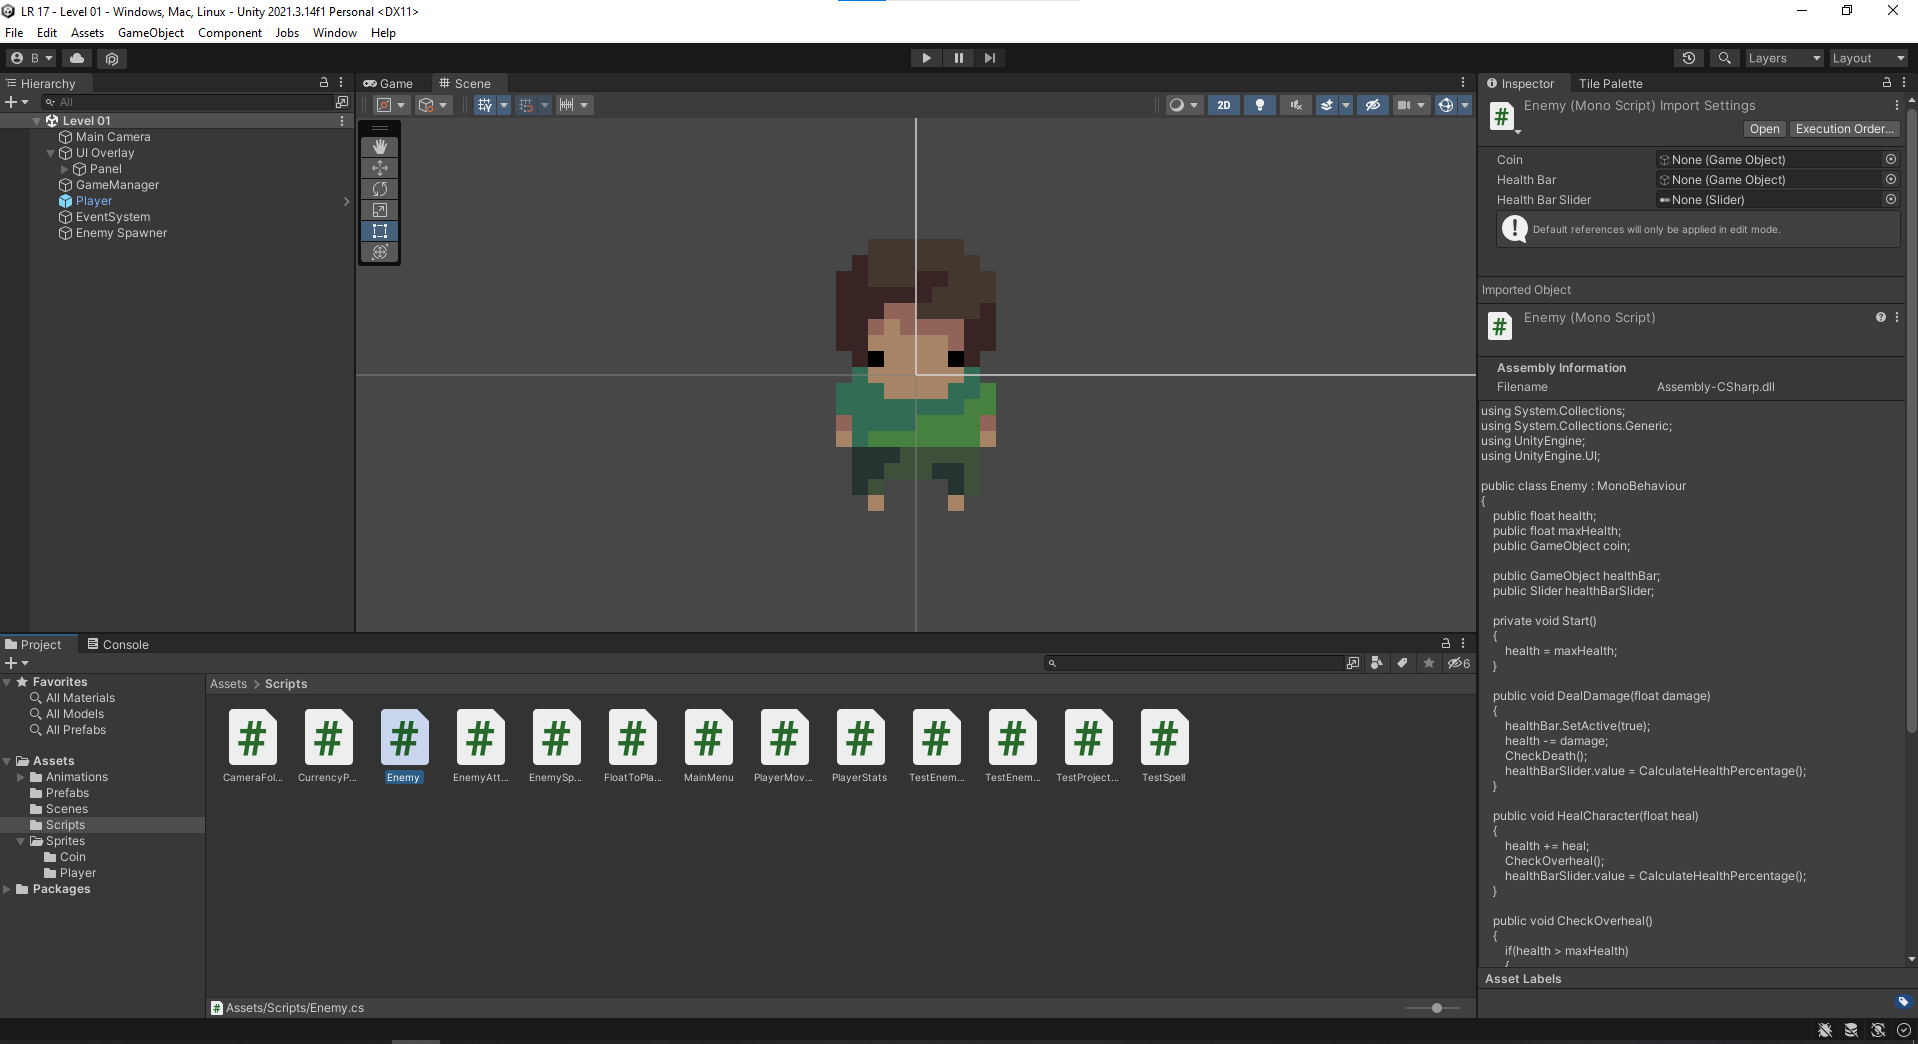 LR 17 - Level 01 - Windows, Mac, Linux - Unity 2021.3.14f1 Personal <DX11>
File Edit Assets GameObject Component Jobs Window Help
B
Layers
Layout
Hierarchy
All
Level 01
Main Camera
UI Overlay
Panel
GameManager
Player
EventSystem
Enemy Spawner
Game
Scene
2D
Inspector
Tile Palette
Enemy (Mono Script) Import Settings
Open
Execution Order...
Coin
None (Game Object)
Health Bar
None (Game Object)
Health Bar Slider
None (Slider)
Default references will only be applied in edit mode.
Imported Object
Enemy (Mono Script)
Assembly Information
Filename
Assembly-CSharp.dll
using System.Collections;
using System.Collections.Generic;
using UnityEngine;
using UnityEngine.UI;
public class Enemy : MonoBehaviour
{
public float health;
public float maxHealth;
public GameObject coin;
public GameObject healthBar;
public Slider healthBarSlider;
private void Start()
{
health = maxHealth;
}
public void DealDamage(float damage)
{
healthBar.SetActive(true);
health -= damage;
CheckDeath();
healthBarSlider.value = CalculateHealthPercentage();
}
public void HealCharacter(float heal)
{
health += heal;
CheckOverheal();
healthBarSlider.value = CalculateHealthPercentage();
}
public void CheckOverheal()
{
if(health > maxHealth)
{
Asset Labels
Project
Console
6
Favorites
All Materials
All Models
All Prefabs
Assets
Animations
Prefabs
Scenes
Scripts
Sprites
Coin
Player
Packages
Assets > Scripts
CameraFol...
CurrencyP...
Enemy
EnemyAtt...
EnemySp...
FloatToPla...
MainMenu
PlayerMov...
PlayerStats
TestEnem...
TestEnem...
TestProject...
TestSpell
Assets/Scripts/Enemy.cs